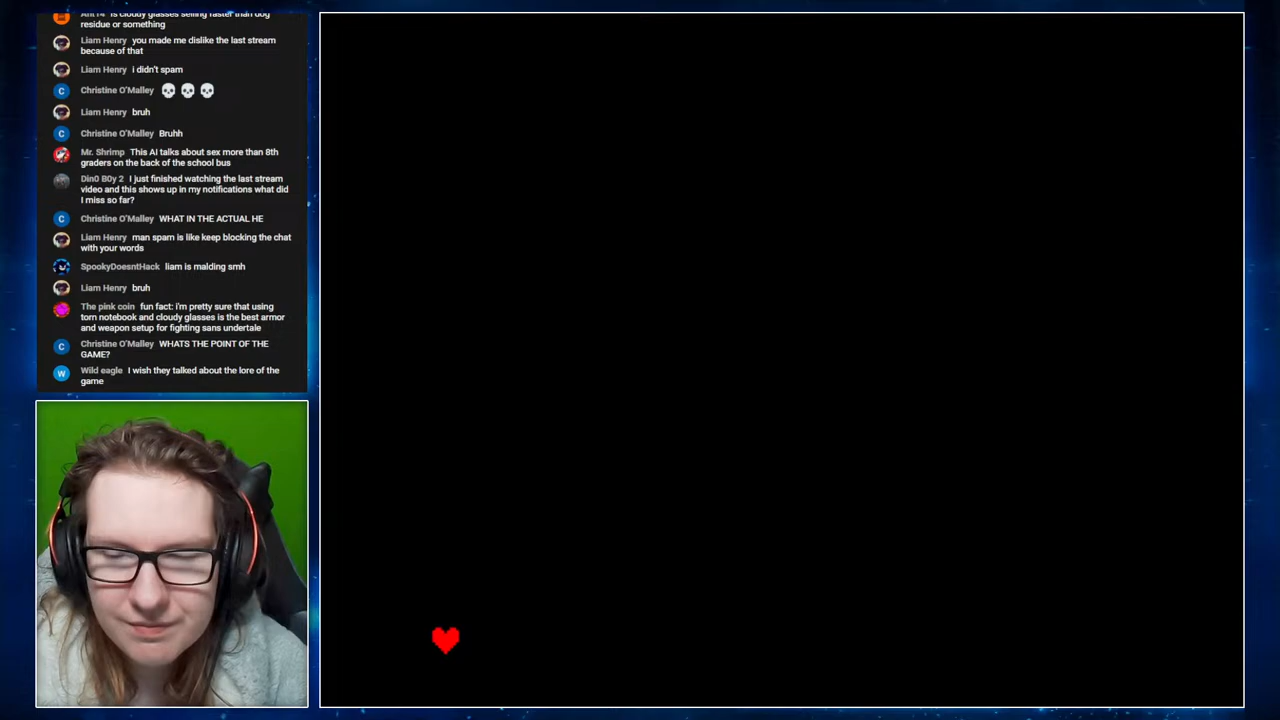 is cloudy glasses selling faster than dog
residue or something
Liam Henry you made me dislike the last stream
because of that
Liam Henry i didn't spam
Christine O'Malley 💀 💀 💀
Liam Henry bruh
Christine O'Malley Bruhh
Mr. Shrimp This AI talks about sex more than 8th
graders on the back of the school bus
Din0 B0y 2 I just finished watching the last stream
video and this shows up in my notifications what did
I miss so far?
Christine O'Malley WHAT IN THE ACTUAL HE
Liam Henry man spam is like keep blocking the chat
with your words
SpookyDoesntHack liam is malding smh
Liam Henry bruh
The pink coin fun fact: i'm pretty sure that using
torn notebook and cloudy glasses is the best armor
and weapon setup for fighting sans undertale
Christine O'Malley WHATS THE POINT OF THE
GAME?
Wild eagle I wish they talked about the lore of the
game
C
C
C
C
W